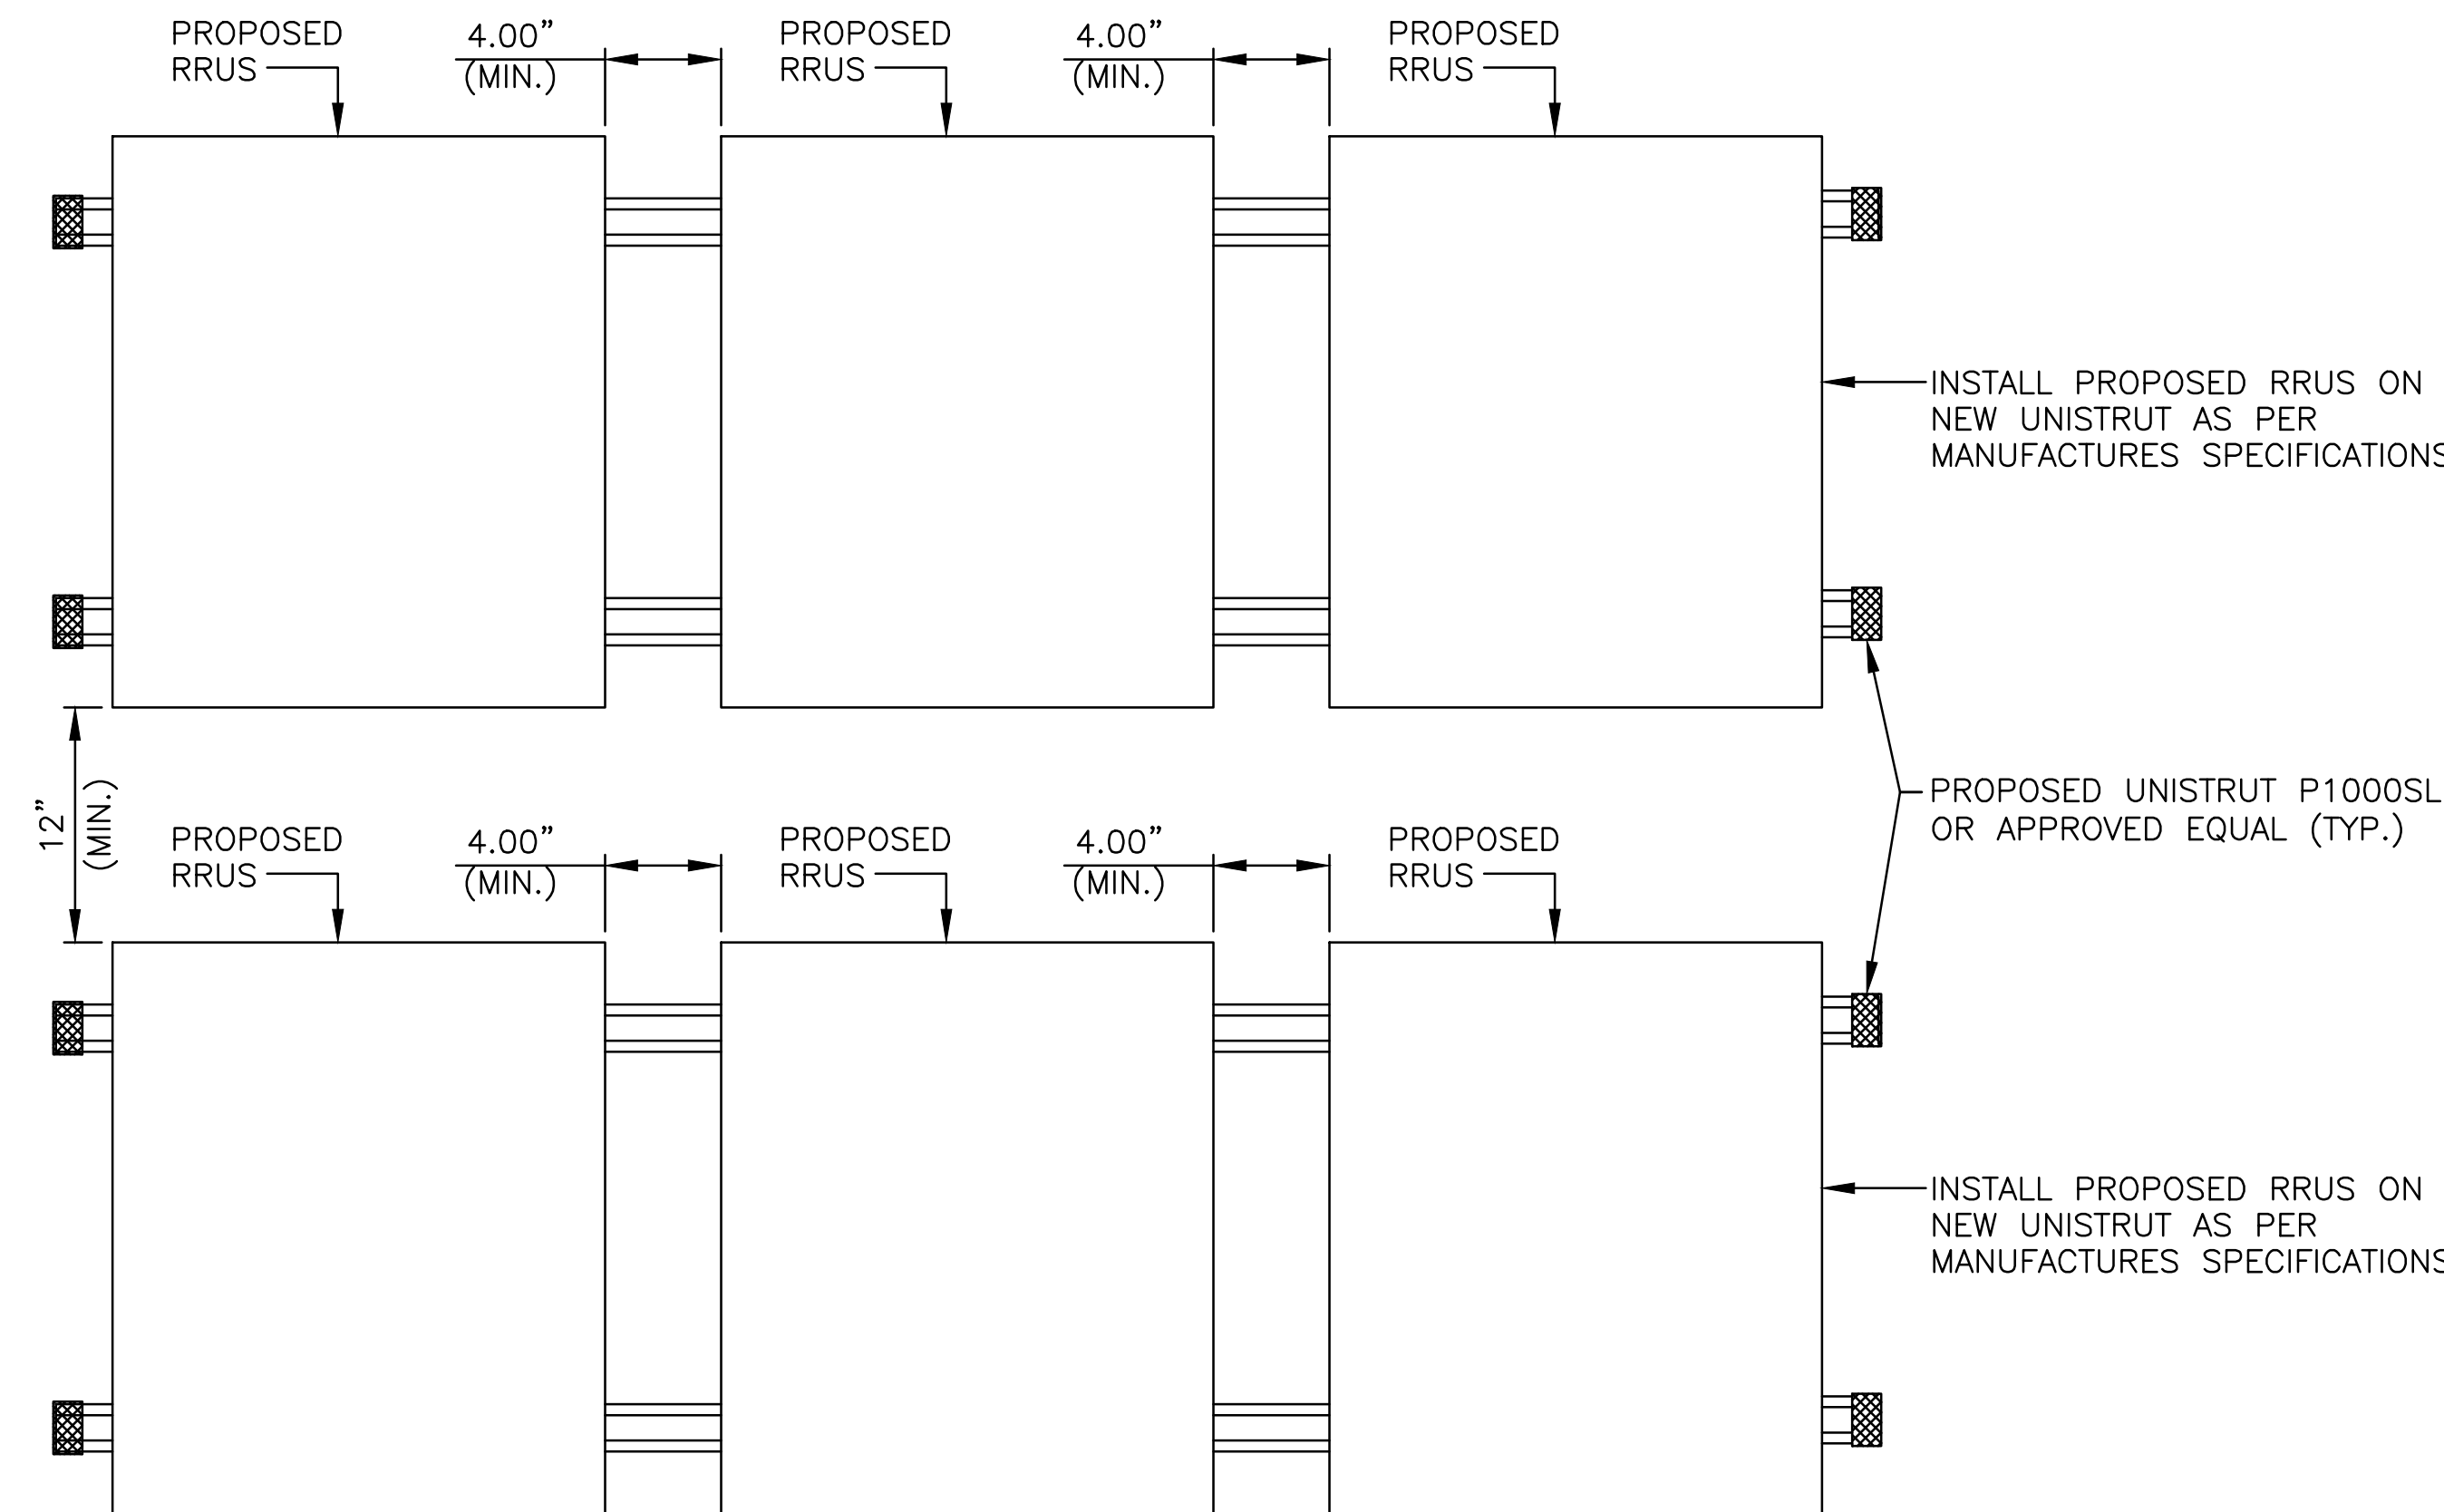 PROPOSED
RRUS
4.00”
(MIN.)
PROPOSED
RRUS
4.00”
(MIN.)
PROPOSED
RRUS
INSTALL PROPOSED RRUS ON
NEW UNISTRUT AS PER
MANUFACTURES SPECIFICATIONS
PROPOSED UNISTRUT P1000SL
OR APPROVED EQUAL (TYP.)
12”
(MIN.)
PROPOSED
RRUS
4.00”
(MIN.)
PROPOSED
RRUS
4.00”
(MIN.)
PROPOSED
RRUS
INSTALL PROPOSED RRUS ON
NEW UNISTRUT AS PER
MANUFACTURES SPECIFICATIONS